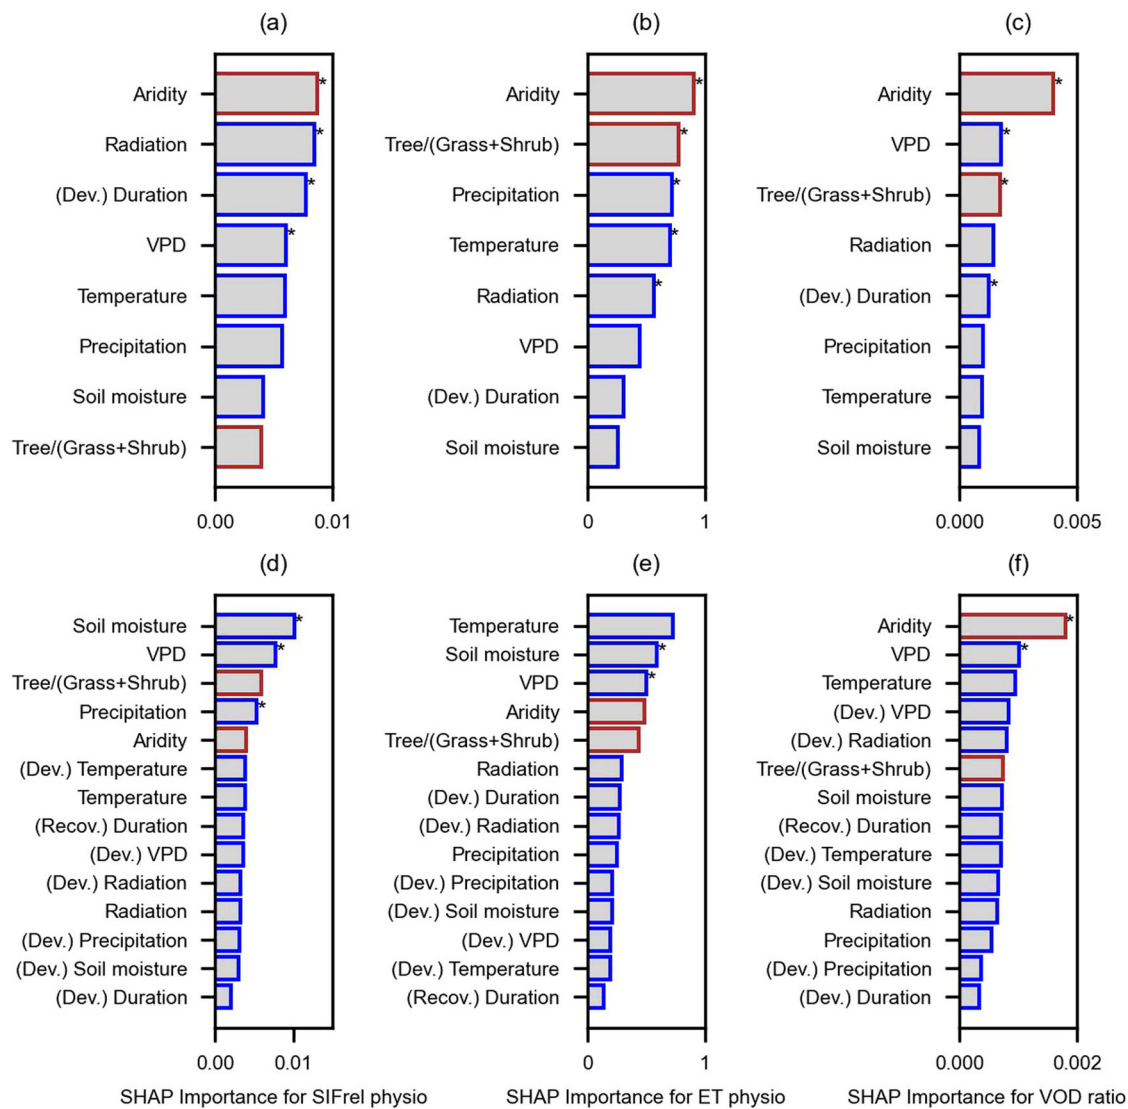 (a)
Aridity *
Radiation *
(Dev.) Duration *
VPD *
Temperature
Precipitation
Soil moisture
Tree/(Grass+Shrub)
0.00 0.01
(b)
Aridity *
Tree/(Grass+Shrub) *
Precipitation *
Temperature *
Radiation *
VPD
(Dev.) Duration
Soil moisture
0 1
(c)
Aridity *
VPD *
Tree/(Grass+Shrub) *
Radiation
(Dev.) Duration *
Precipitation
Temperature
Soil moisture
0.000 0.005
(d)
Soil moisture *
VPD *
Tree/(Grass+Shrub)
Precipitation *
Aridity
(Dev.) Temperature
Temperature
(Recov.) Duration
(Dev.) VPD
(Dev.) Radiation
Radiation
(Dev.) Precipitation
(Dev.) Soil moisture
(Dev.) Duration
0.00 0.01
SHAP Importance for SIFrel physio
(e)
Temperature
Soil moisture *
VPD *
Aridity
Tree/(Grass+Shrub)
Radiation
(Dev.) Duration
(Dev.) Radiation
Precipitation
(Dev.) Precipitation
(Dev.) Soil moisture
(Dev.) VPD
(Dev.) Temperature
(Recov.) Duration
0 1
SHAP Importance for ET physio
(f)
Aridity *
VPD *
Temperature
(Dev.) VPD
(Dev.) Radiation
Tree/(Grass+Shrub)
Soil moisture
(Recov.) Duration
(Dev.) Temperature
(Dev.) Soil moisture
Radiation
Precipitation
(Dev.) Precipitation
(Dev.) Duration
0.000 0.002
SHAP Importance for VOD ratio